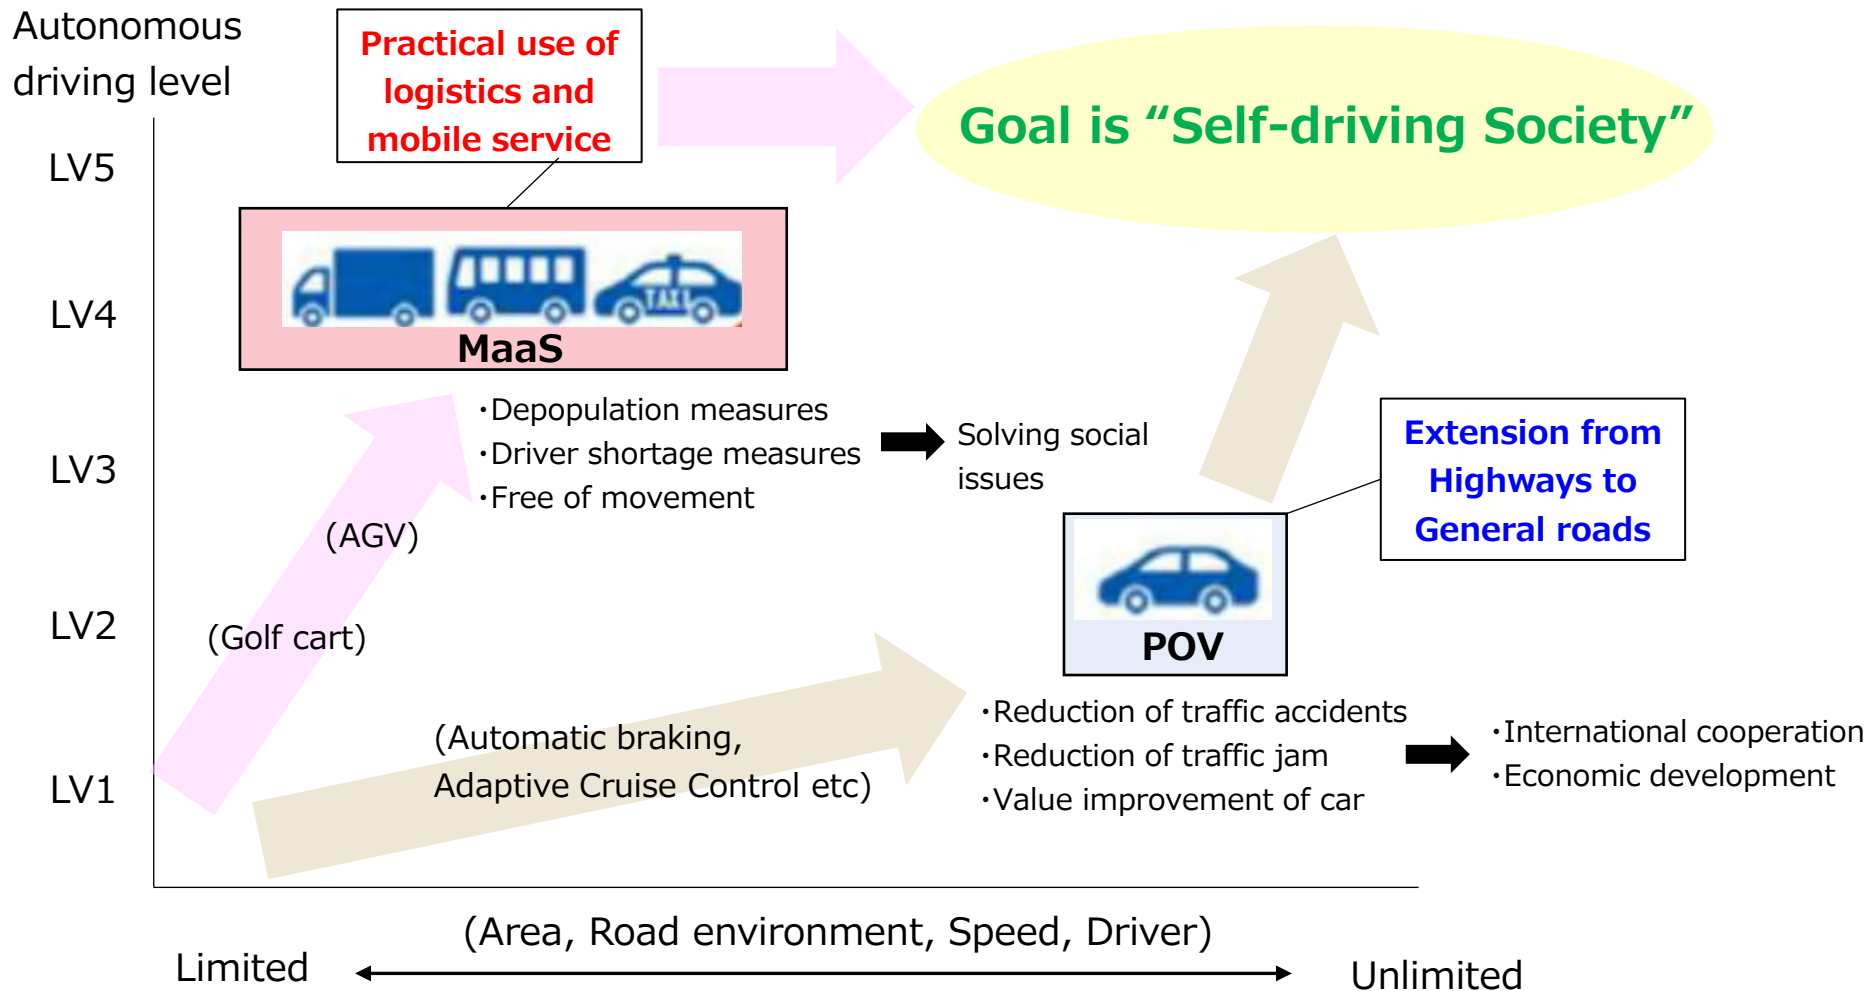 Autonomous
driving level
Practical use of
logistics and
mobile service
Goal is “Self-driving Society”
LV5
LV4
LV3
LV2
LV1
TAXI
MaaS
・Depopulation measures
・Driver shortage measures
・Free of movement
Solving social
issues
Extension from
Highways to
General roads
(AGV)
(Golf cart)
POV
(Automatic braking,
Adaptive Cruise Control etc)
・Reduction of traffic accidents
・Reduction of traffic jam
・Value improvement of car
・International cooperation
・Economic development
(Area, Road environment, Speed, Driver)
Limited
Unlimited